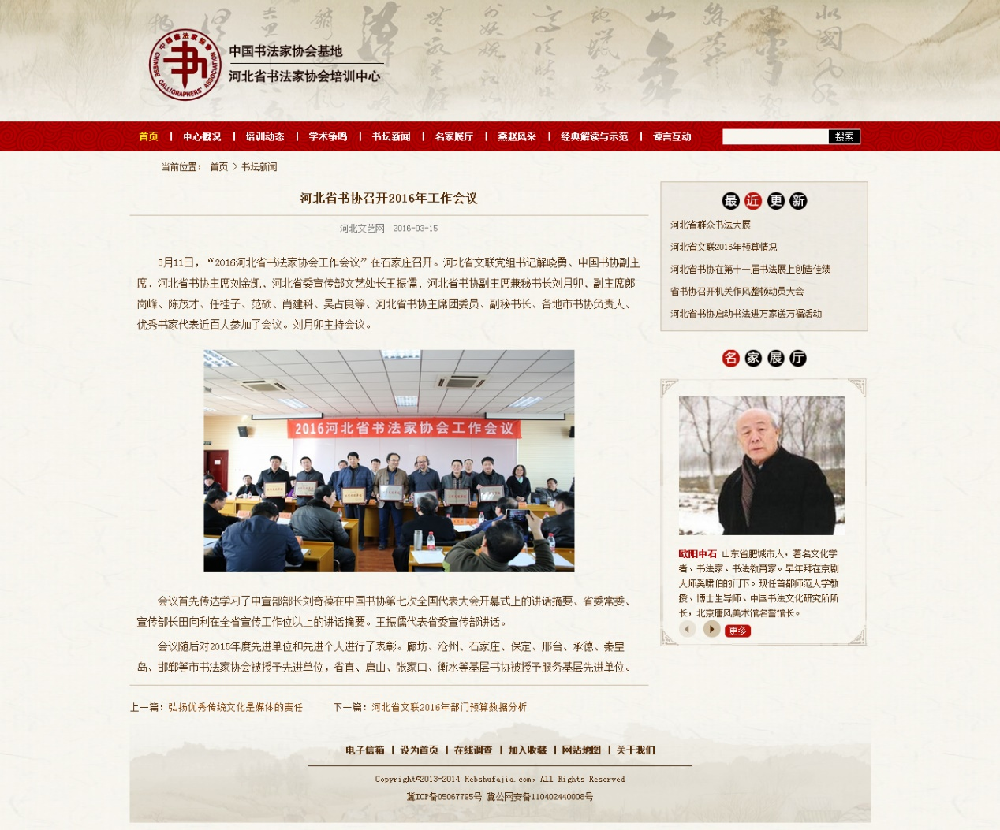 中国书法家协会基地
河北省书法家协会培训中心
CHINESE CALLIGRAPHERS' ASSOCIATION
首页 | 中心概况 | 培训动态 | 学术争鸣 | 书坛新闻 | 名家展厅 | 燕赵风采 | 经典解读与示范 | 谏言互动
搜索
当前位置： 首页 > 书坛新闻
河北省书协召开2016年工作会议
河北文艺网 2016-03-15
3月11日，“2016河北省书法家协会工作会议”在石家庄召开。河北省文联党组书记解晓勇、中国书协副主
席、河北省书协主席刘金凯、河北省委宣传部文艺处长王振儒、河北省书协副主席兼秘书长刘月卯、副主席郎
岗峰、陈茂才、任桂子、范硕、肖建科、吴占良等、河北省书协主席团委员、副秘书长、各地市书协负责人、
优秀书家代表近百人参加了会议。刘月卯主持会议。
2016河北省书法家协会工作会议
会议首先传达学习了中宣部部长刘奇葆在中国书协第七次全国代表大会开幕式上的讲话摘要、省委常委、
宣传部长田向利在全省宣传工作位以上的讲话摘要。王振儒代表省委宣传部讲话。
会议随后对2015年度先进单位和先进个人进行了表彰。廊坊、沧州、石家庄、保定、邢台、承德、秦皇
岛、邯郸等市书法家协会被授予先进单位，省直、唐山、张家口、衡水等基层书协被授予服务基层先进单位。
上一篇：弘扬优秀传统文化是媒体的责任 下一篇：河北省文联2016年部门预算数据分析
最近更新
河北省群众书法大展
河北省文联2016年预算情况
河北省书协在第十一届书法展上创造佳绩
省书协召开机关作风整顿动员大会
河北省书协启动书法进万家送万福活动
名家展厅
欧阳中石 山东省肥城市人，著名文化学
者、书法家、书法教育家。早年拜在京剧
大师奚啸伯的门下。现任首都师范大学教
授、博士生导师、中国书法文化研究所所
长，北京唐风美术馆名誉馆长。
更多
电子信箱 | 设为首页 | 在线调查 | 加入收藏 | 网站地图 | 关于我们
Copyright©2013-2014 Hebshufajia.com，All Rights Reserved
冀ICP备05067795号 冀公网安备110402440008号